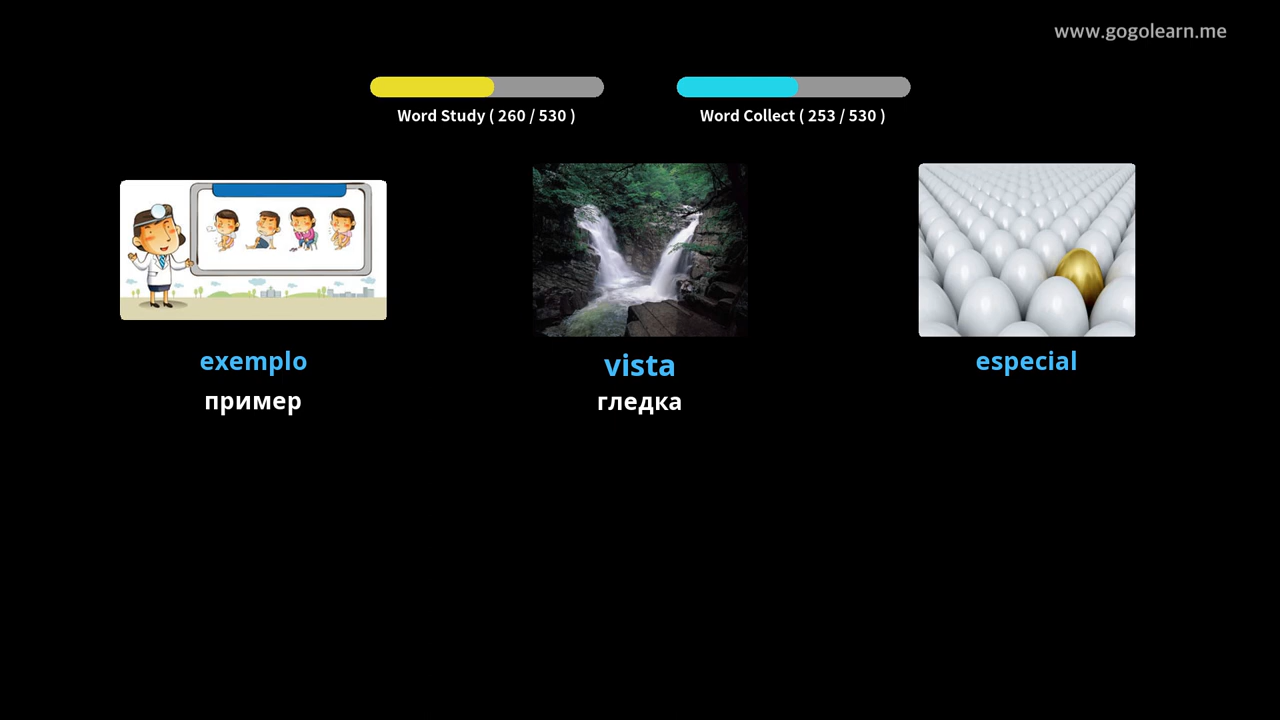 www.gogolearn.me
Word Study ( 260 / 530 )
Word Collect ( 253 / 530 )
exemplo
пример
vista
гледка
especial